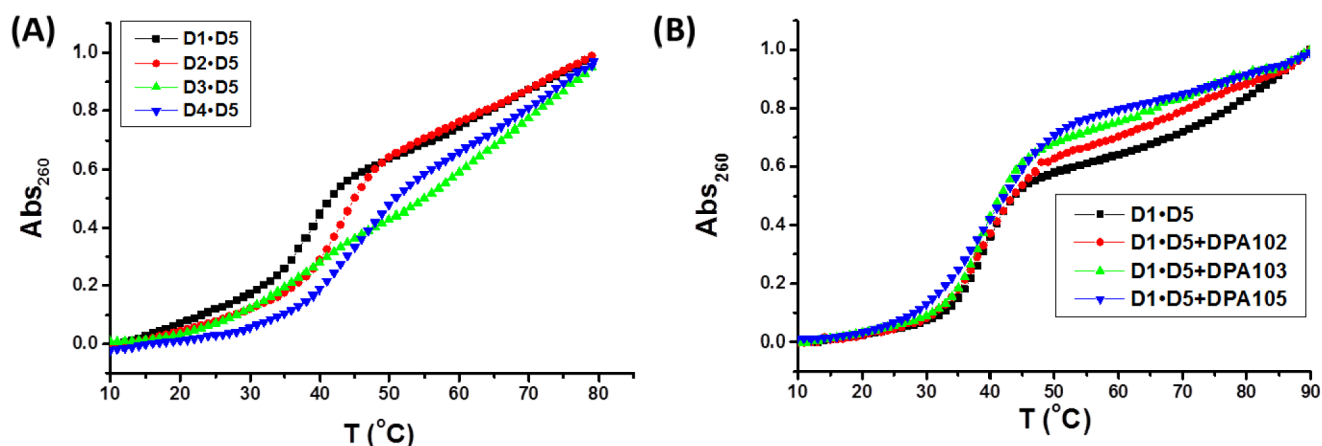 (A)
D1•D5
D2•D5
D3•D5
D4•D5
Abs260
1.0
0.8
0.6
0.4
0.2
0.0
10 20 30 40 50 60 70 80
T (°C)
(B)
Abs260
1.0
0.8
0.6
0.4
0.2
0.0
D1•D5
D1•D5+DPA102
D1•D5+DPA103
D1•D5+DPA105
10 20 30 40 50 60 70 80 90
T (°C)